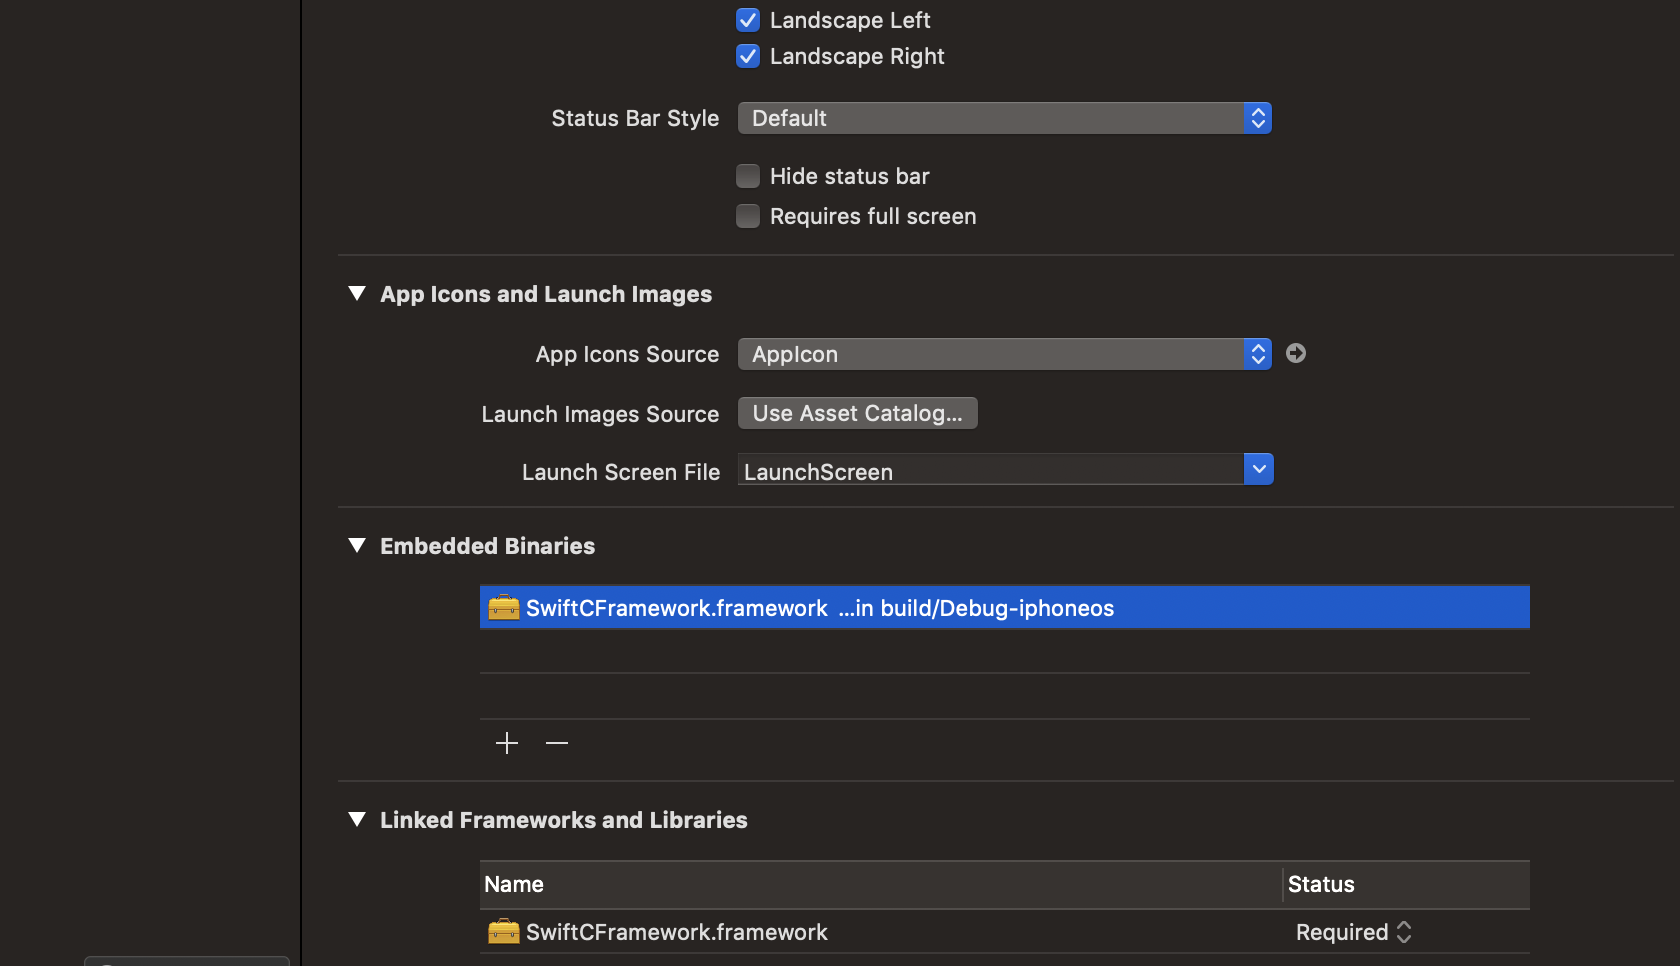 Landscape Left
Landscape Right
Status Bar Style Default
Hide status bar
Requires full screen
App Icons and Launch Images
App Icons Source AppIcon
Launch Images Source Use Asset Catalog...
Launch Screen File LaunchScreen
Embedded Binaries
SwiftCFramework.framework ...in build/Debug-iphoneos
Linked Frameworks and Libraries
Name Status
SwiftCFramework.framework Required